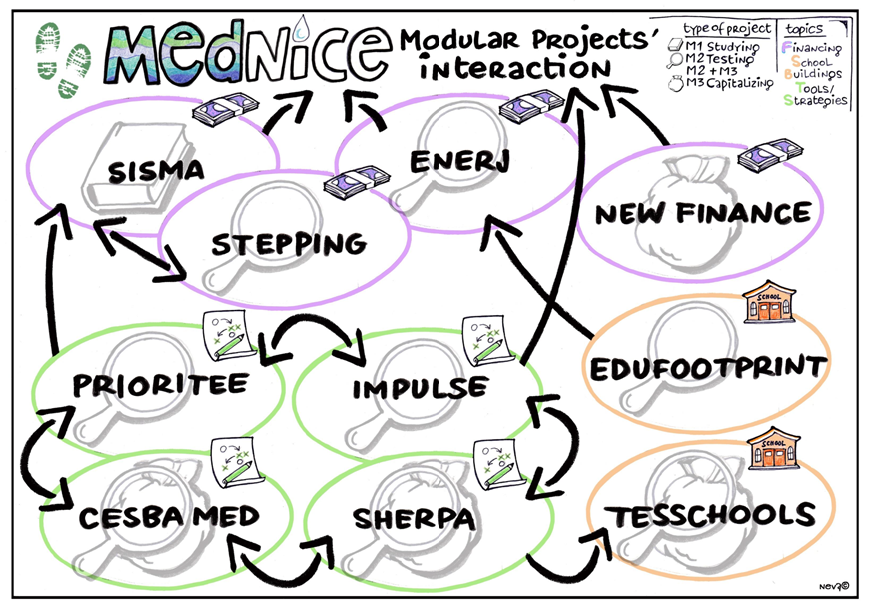 MEDNICE
Modular Projects'
interaction
type of project
M1 Studying
M2 Testing
M2 + M3
M3 Capitalizing
topics
Financing
School
Buildings
Tools/
Strategies
SISMA
ENERJ
STEPPING
NEW FINANCE
SCHOOL
PRIORITEE
IMPULSE
EDUFOOTPRINT
SCHOOL
CESBA MED
SHERPA
TESSCHOOLS